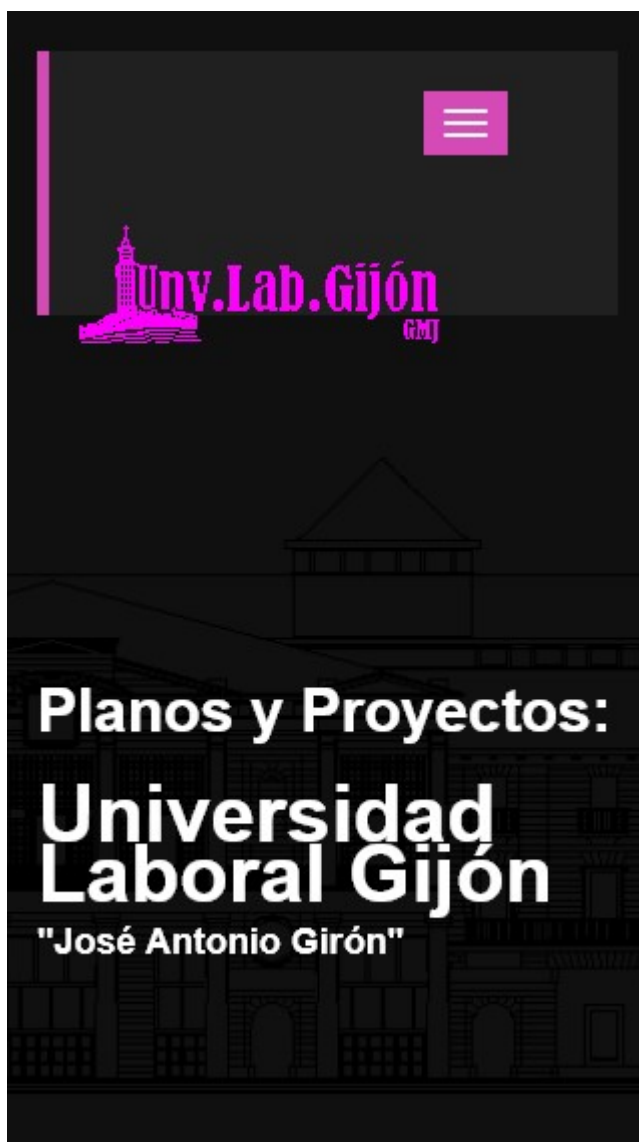 Unv.Lab.Gijón
GMJ
Planos y Proyectos:
Universidad
Laboral Gijón
"José Antonio Girón"